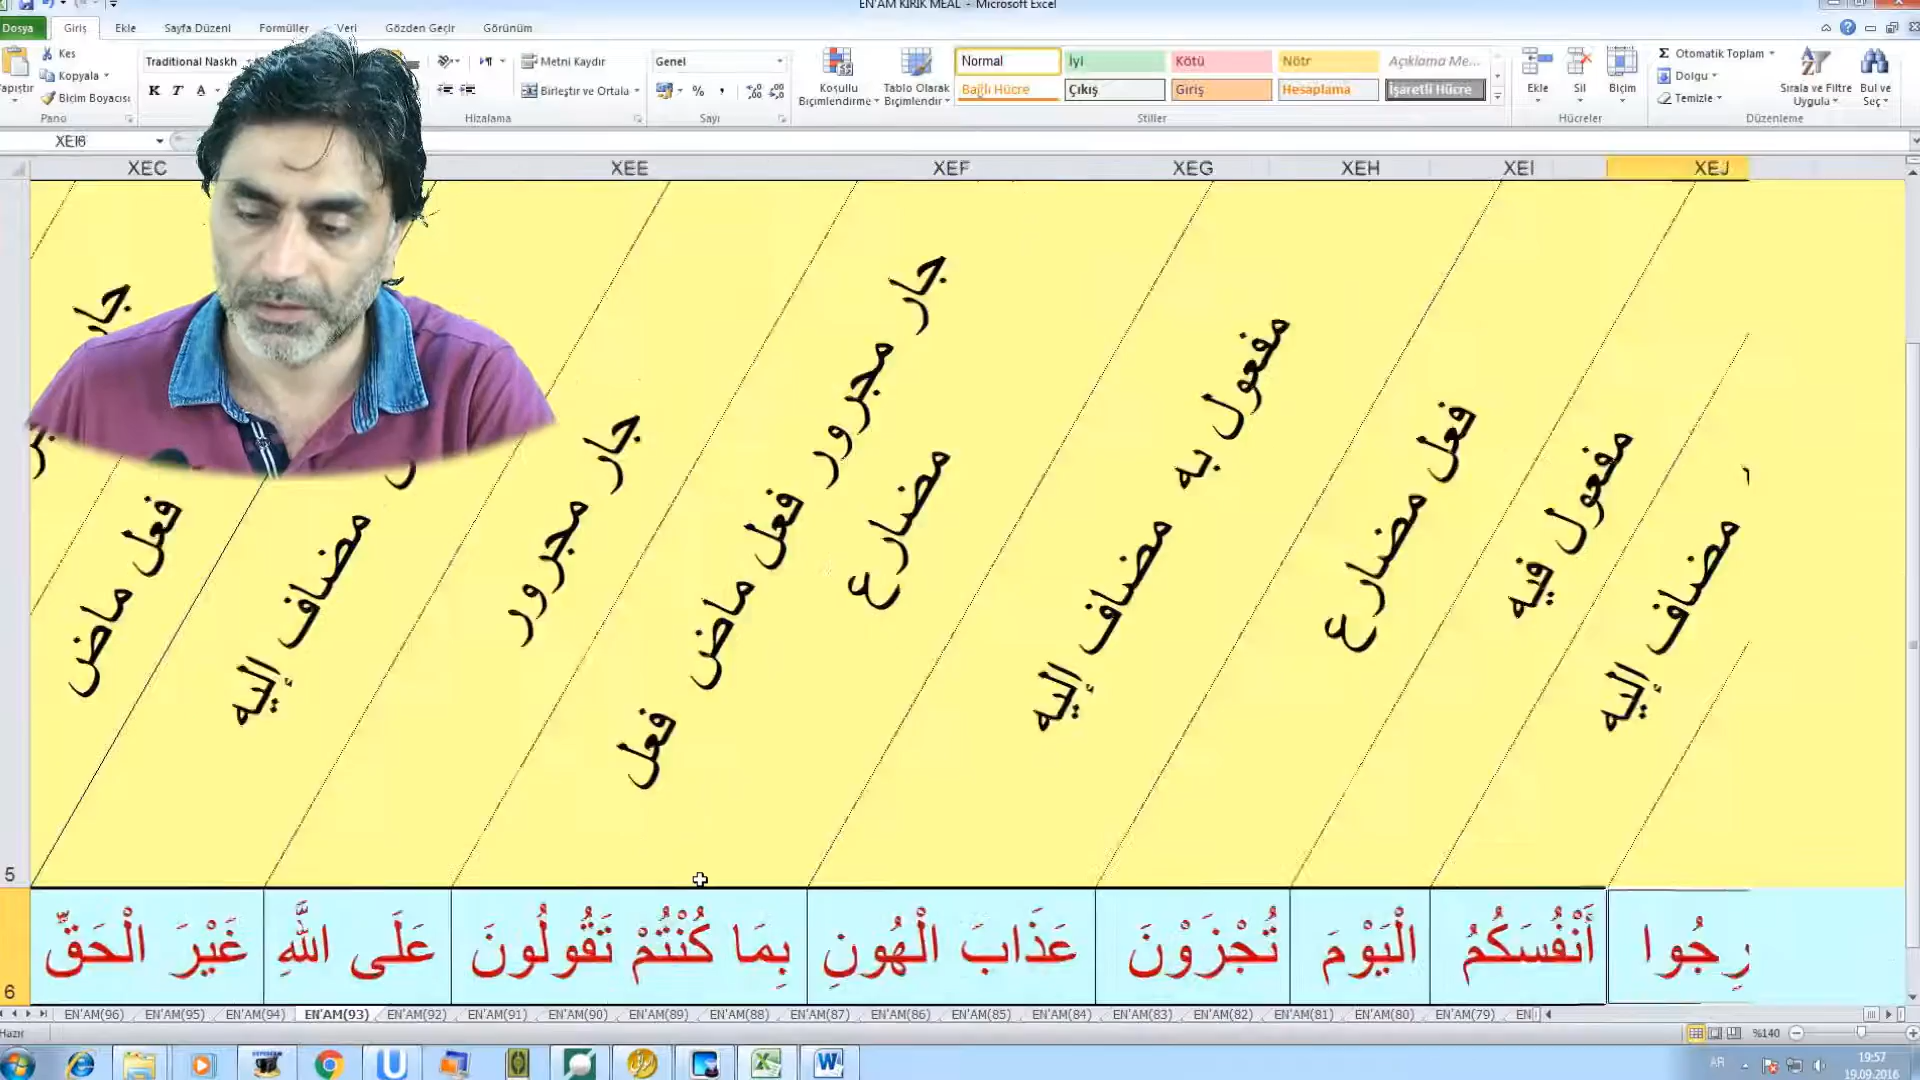 EN'AM KIRIK MEAL - Microsoft Excel
Dosya Giriş Ekle Sayfa Düzeni Formüller Veri Gözden Geçir Görünüm
Kes
Kopyala
Biçim Boyacısı
Pano
Traditional Naskh
K T A
Metni Kaydır
Birleştir ve Ortala
Hizalama
Genel
% ,
Sayı
Koşullu Biçimlendirme
Tablo Olarak Biçimlendir
Normal İyi Kötü Nötr Açıklama Me...
Bağlı Hücre Çıkış Giriş Hesaplama İşaretli Hücre
Stiller
Ekle Sil Biçim
Hücreler
Σ Otomatik Toplam
Dolgu
Temizle
Sırala ve Filtre Uygula
Bul ve Seç
Düzenleme
XEI6
XEC XEE XEF XEG XEH XEI XEJ
مضاف إليه
مفعول فيه
فعل مضارع
مفعول به
مضاف إليه
جار مجرور فعل ماض فعل
مضارع
جار مجرور
مضاف إليه
جار
فعل ماض
5
أَنْفُسَكُمُ الْيَوْمَ تُجْزَوْنَ عَذَابَ الْهُونِ بِمَا كُنْتُمْ تَقُولُونَ عَلَى اللَّهِ غَيْرَ الْحَقِّ
6
EN'AM(96) EN'AM(95) EN'AM(94) EN'AM(93) EN'AM(92) EN'AM(91) EN'AM(90) EN'AM(89) EN'AM(88) EN'AM(87) EN'AM(86) EN'AM(85) EN'AM(84) EN'AM(83) EN'AM(82) EN'AM(81) EN'AM(80) EN'AM(79) EN
Hazır
%140
AR
19:57
19.09.2016